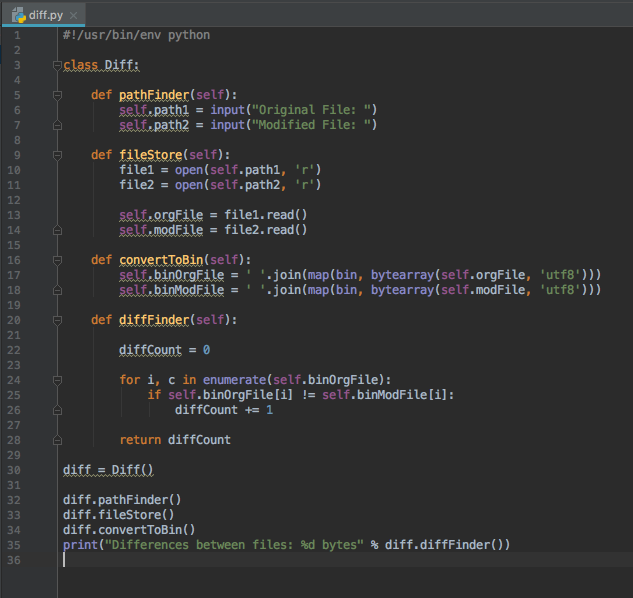 diff.py
1 #!/usr/bin/env python
2
3 class Diff:
4
5     def pathFinder(self):
6         self.path1 = input("Original File: ")
7         self.path2 = input("Modified File: ")
8
9     def fileStore(self):
10         file1 = open(self.path1, 'r')
11         file2 = open(self.path2, 'r')
12
13         self.orgFile = file1.read()
14         self.modFile = file2.read()
15
16     def convertToBin(self):
17         self.binOrgFile = ' '.join(map(bin, bytearray(self.orgFile, 'utf8')))
18         self.binModFile = ' '.join(map(bin, bytearray(self.modFile, 'utf8')))
19
20     def diffFinder(self):
21
22         diffCount = 0
23
24         for i, c in enumerate(self.binOrgFile):
25             if self.binOrgFile[i] != self.binModFile[i]:
26                 diffCount += 1
27
28         return diffCount
29
30 diff = Diff()
31
32 diff.pathFinder()
33 diff.fileStore()
34 diff.convertToBin()
35 print("Differences between files: %d bytes" % diff.diffFinder())
36